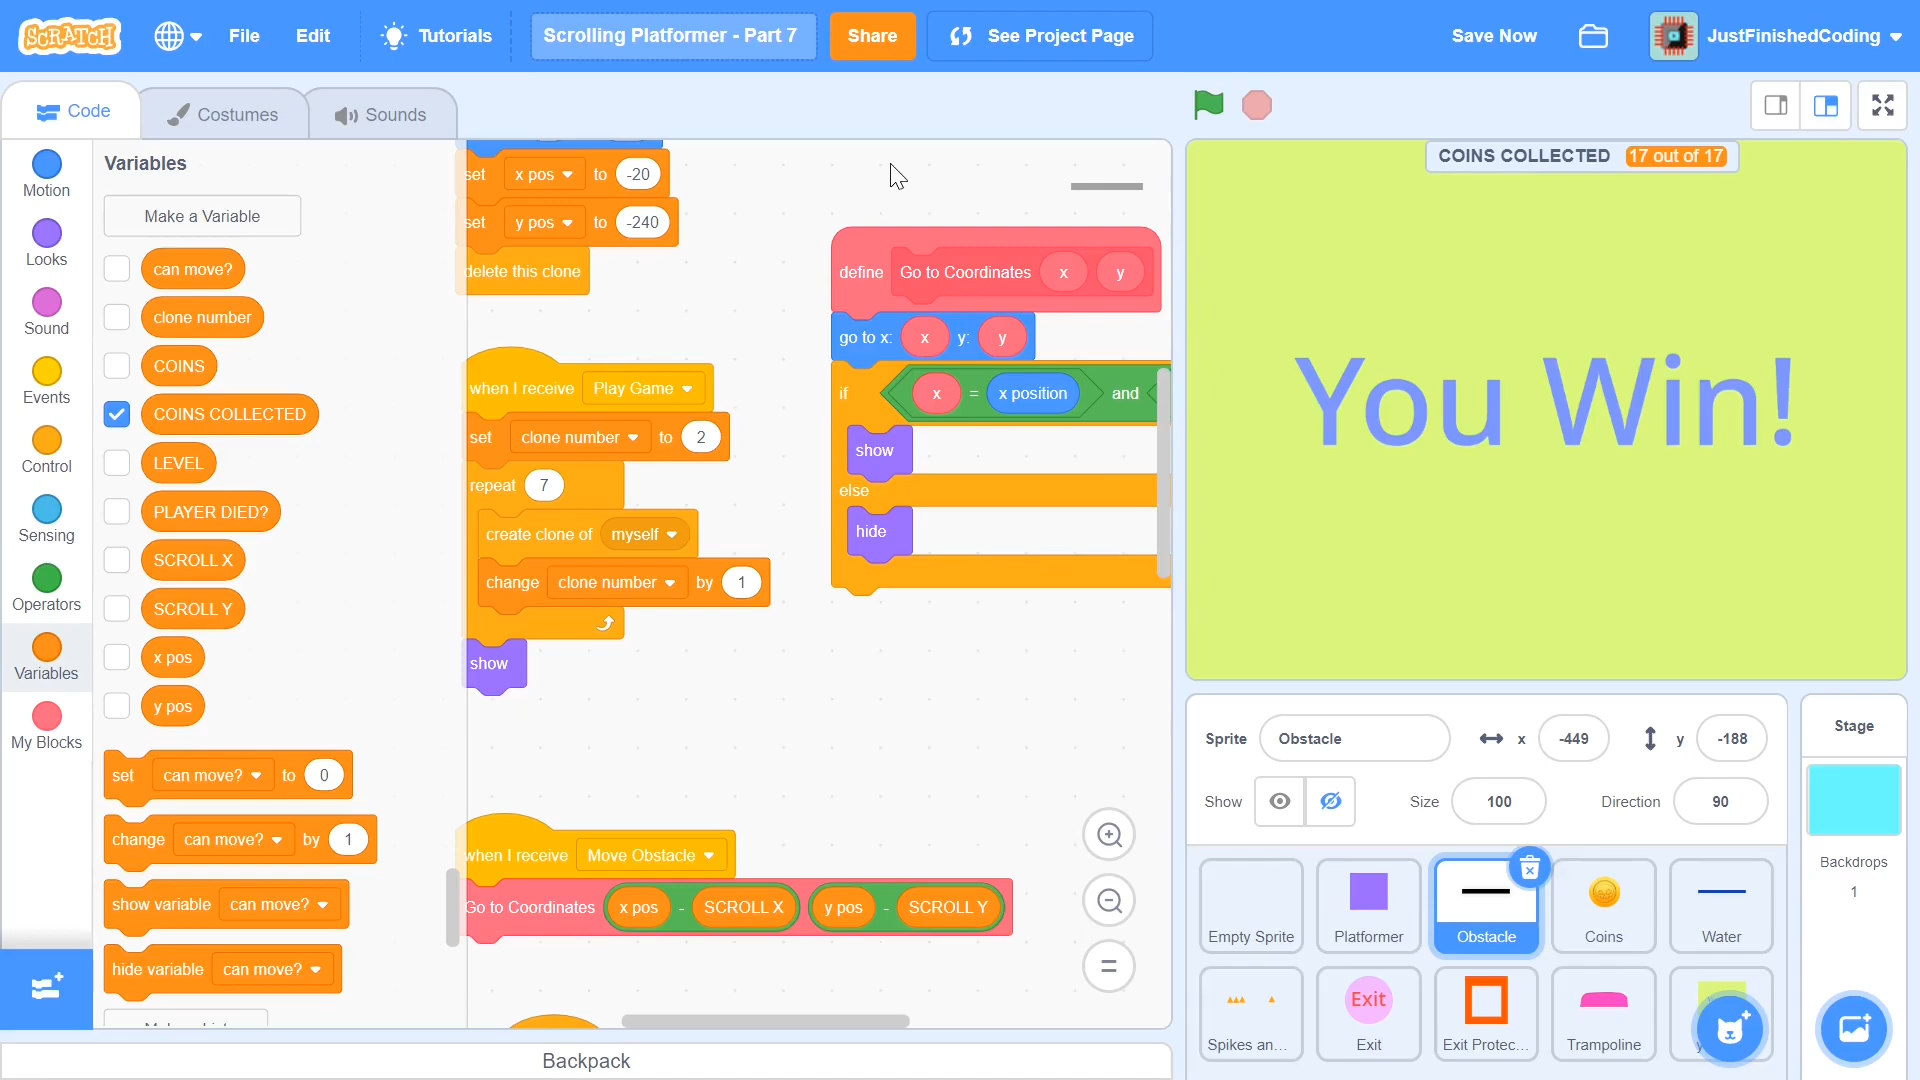 SCRATCH
File
Edit
Tutorials
Scrolling Platformer - Part 7
Share
See Project Page
Save Now
JustFinishedCoding
Code
Costumes
Sounds
Motion
Looks
Sound
Events
Control
Sensing
Operators
Variables
My Blocks
Variables
Make a Variable
can move?
clone number
COINS
COINS COLLECTED
LEVEL
PLAYER DIED?
SCROLL X
SCROLL Y
x pos
y pos
set can move? to 0
change can move? by 1
show variable can move?
hide variable can move?
set x pos to -20
set y pos to -240
delete this clone
when I receive Play Game
set clone number to 2
repeat 7
create clone of myself
change clone number by 1
show
when I receive Move Obstacle
Go to Coordinates x pos - SCROLL X y pos - SCROLL Y
define Go to Coordinates x y
go to x: x y: y
if x = x position and
show
else
hide
Backpack
COINS COLLECTED 17 out of 17
You Win!
Sprite Obstacle x -449 y -188
Show Size 100 Direction 90
Empty Sprite
Platformer
Obstacle
Coins
Water
Spikes an...
Exit
Exit
Exit Protec...
Trampoline
Stage
Backdrops
1